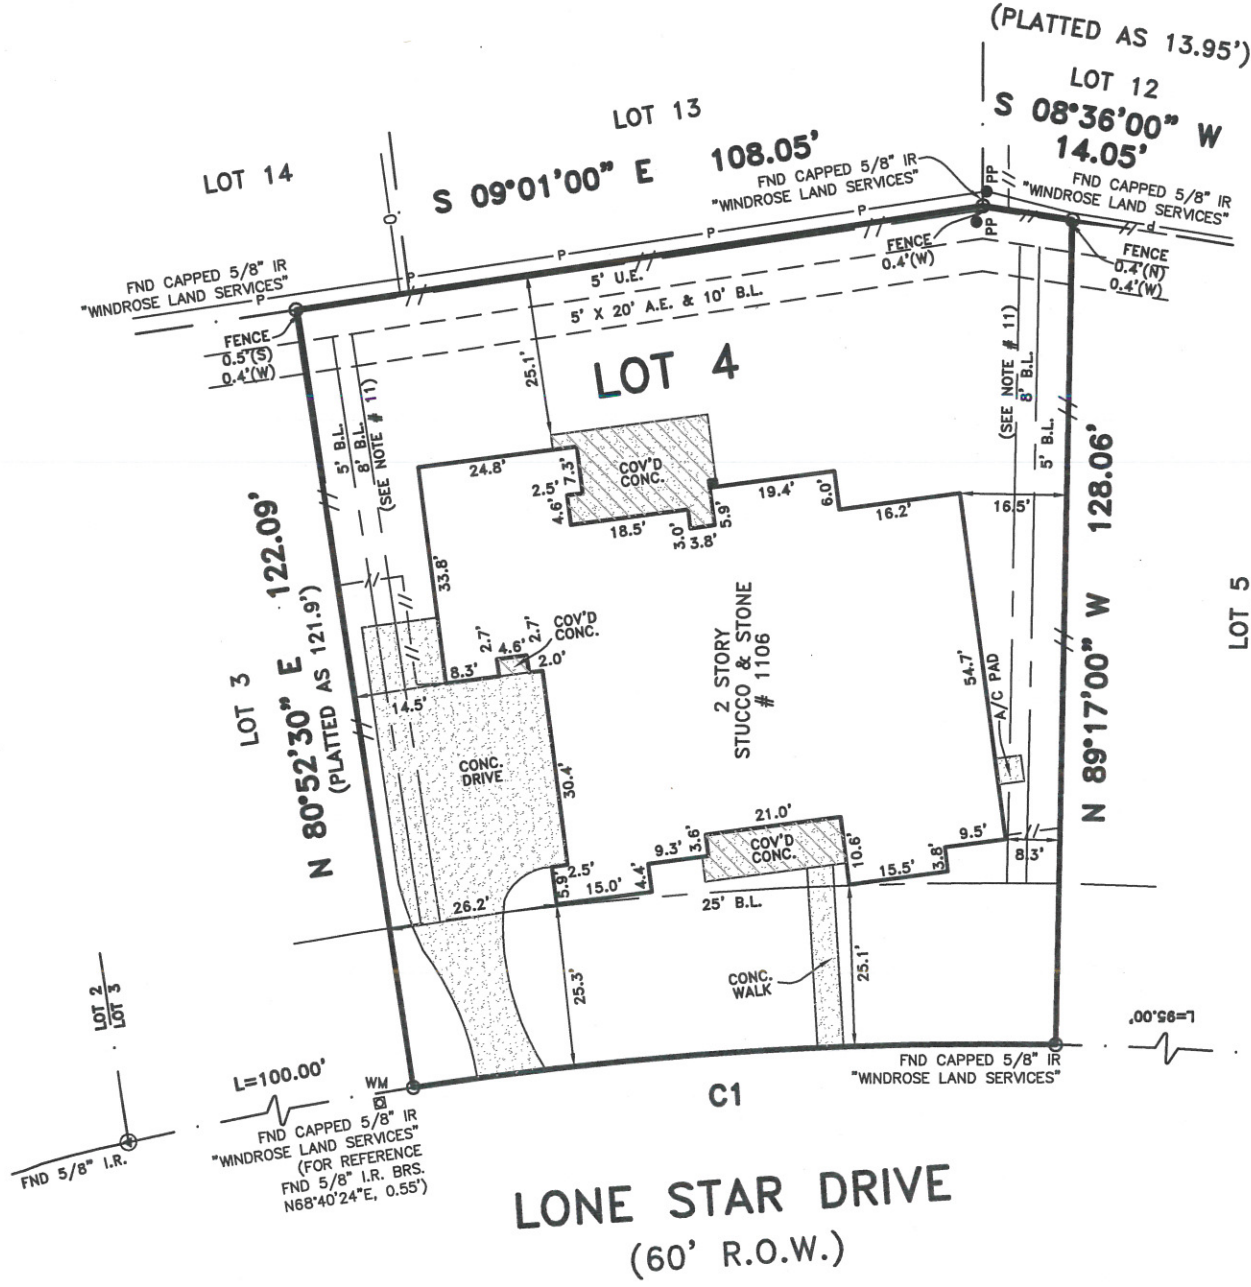 (PLATTED AS 13.95')
LOT 12
S 08°36'00" W
14.05'
FND CAPPED 5/8" IR
"WINDROSE LAND SERVICES"
LOT 13
LOT 14
S 09°01'00" E 108.05'
FND CAPPED 5/8" IR
"WINDROSE LAND SERVICES"
PP
PP
P
P
P
P
P
P
P
FENCE
0.4'(W)
FENCE
0.4'(N)
0.4'(W)
FND CAPPED 5/8" IR
"WINDROSE LAND SERVICES"
FENCE
0.5'(S)
0.4'(W)
5' U.E.
5' X 20' A.E. & 10' B.L.
25.1'
LOT 4
5' B.L.
8' B.L.
(SEE NOTE # 11)
(SEE NOTE # 11)
8' B.L.
5' B.L.
24.8'
7.3'
2.5'
4.6'
COV'D
CONC.
18.5'
3.0'
3.8'
5.9'
19.4'
6.0'
16.2'
16.5'
N 89°17'00" W 128.06'
LOT 5
LOT 3
N 80°52'30" E 122.09'
(PLATTED AS 121.9')
33.8'
COV'D
CONC.
2.7'
4.6'
2.7'
8.3'
2.0'
14.5'
2 STORY
STUCCO & STONE
# 1106
54.7'
A/C PAD
CONC.
DRIVE
30.4'
21.0'
COV'D
CONC.
9.3'
3.6'
10.6'
9.5'
3.8'
8.3'
2.5'
5.9'
15.0'
4.4'
15.5'
26.2'
25' B.L.
25.3'
CONC.
WALK
25.1'
LOT 2
LOT 3
L=95.00'
L=100.00'
WM
FND CAPPED 5/8" IR
"WINDROSE LAND SERVICES"
C1
FND CAPPED 5/8" IR
"WINDROSE LAND SERVICES"
(FOR REFERENCE
FND 5/8" I.R. BRS.
N68°40'24"E, 0.55')
FND 5/8" I.R.
LONE STAR DRIVE
(60' R.O.W.)